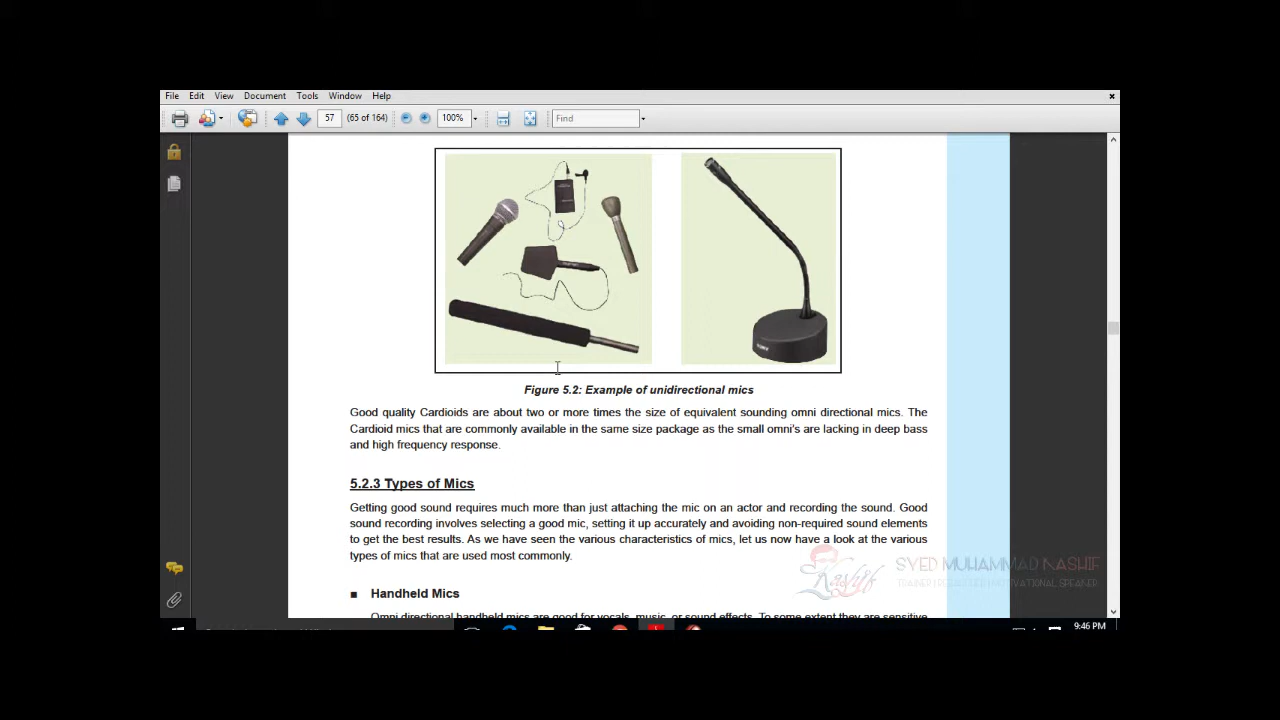 File Edit View Document Tools Window Help
57 (65 of 164) 100% Find
SONY
Figure 5.2: Example of unidirectional mics
Good quality Cardioids are about two or more times the size of equivalent sounding omni directional mics. The
Cardioid mics that are commonly available in the same size package as the small omni's are lacking in deep bass
and high frequency response.
5.2.3 Types of Mics
Getting good sound requires much more than just attaching the mic on an actor and recording the sound. Good
sound recording involves selecting a good mic, setting it up accurately and avoiding non-required sound elements
to get the best results. As we have seen the various characteristics of mics, let us now have a look at the various
types of mics that are used most commonly.
Kashif
SYED MUHAMMAD KASHIF
TRAINER | EDUCATOR | MOTIVATIONAL SPEAKER
■ Handheld Mics
Omni directional handheld mics are good for vocals, music, or sound effects. To some extent they are sensitive
9:46 PM